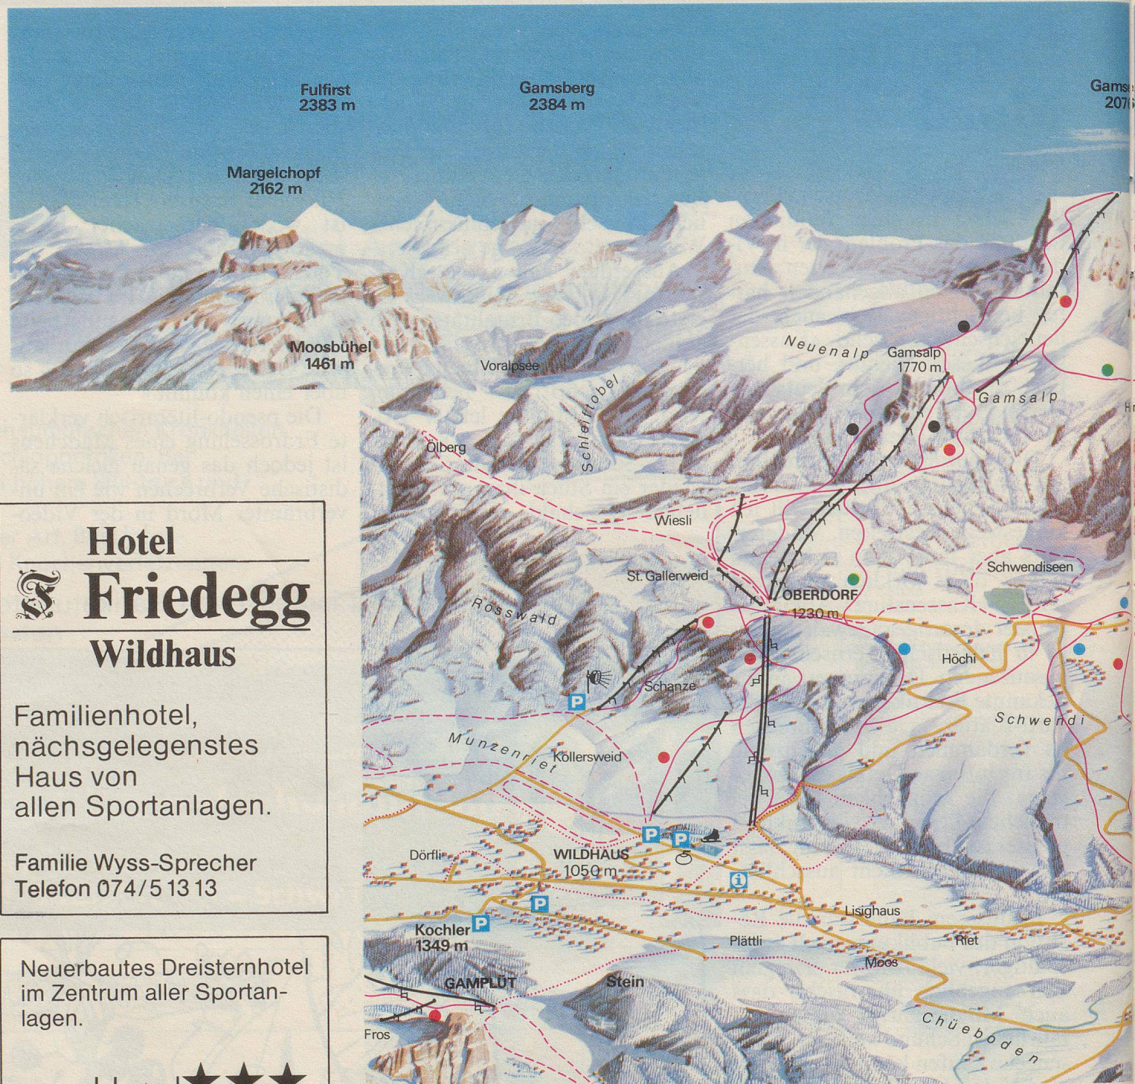 Fulfirst
2383 m
Gamsberg
2384 m
Margelchopf
2162 m
Moosbühel
1461 m
Voralpsee
Neuenalp
Gamsalp
1770 m
Gamsalp
Schleiftobel
Ölberg
Wiesli
St. Gallerweid
OBERDORF
1230 m
Schwendiseen
Rosswald
Höchi
Schanze
Schwendi
P
Munzenriet
Kollersweid
P
P
WILDHAUS
1050 m
Dörfli
i
P
P
Lisighaus
Kochler
1349 m
Plättli
Riet
Moos
GAMPLÜT
Stein
Chüeboden
Fros
Hotel
F Friedegg
Wildhaus
Familienhotel,
nächsgelegenstes
Haus von
allen Sportanlagen.
Familie Wyss-Sprecher
Telefon 074/5 13 13
Neuerbautes Dreisternhotel
im Zentrum aller Sportan-
lagen.